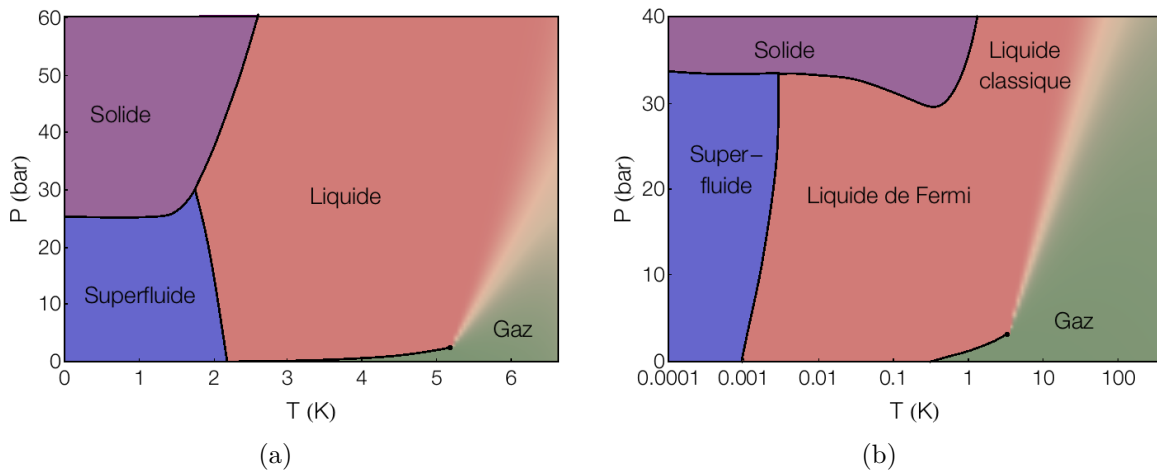 60
50
40
30
20
10
0
P (bar)
Solide
Liquide
Superfluide
Gaz
0 1 2 3 4 5 6
T (K)
(a)
40
30
20
10
0
P (bar)
Solide
Liquide
classique
Super–
fluide
Liquide de Fermi
Gaz
0.0001 0.001 0.01 0.1 1 10 100
T (K)
(b)